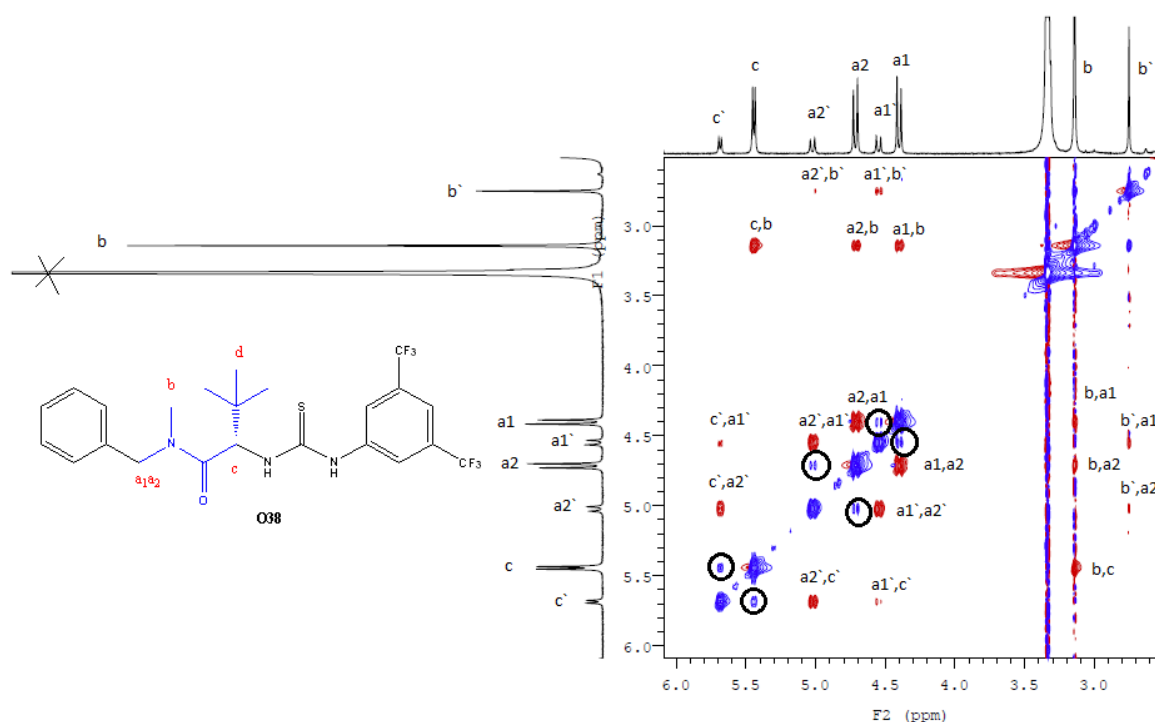 c`
c
a2`
a2
a1`
a1
b
b`
a2`,b`
a1`,b`
c,b
a2,b
a1,b
b`
b
F1 (ppm)
3.0
3.5
4.0
4.5
5.0
5.5
6.0
CF₃
d
b
S
N
N
H
N
H
a₁a₂
O
c
CF₃
O38
a1
a1`
a2
a2`
c
c`
b,a1
a2,a1
c`,a1`
a2`,a1`
b`,a1
a1,a2
b,a2
c`,a2`
b`,a2
a1`,a2`
b,c
a2`,c`
a1`,c`
6.0 5.5 5.0 4.5 4.0 3.5 3.0
F2 (ppm)